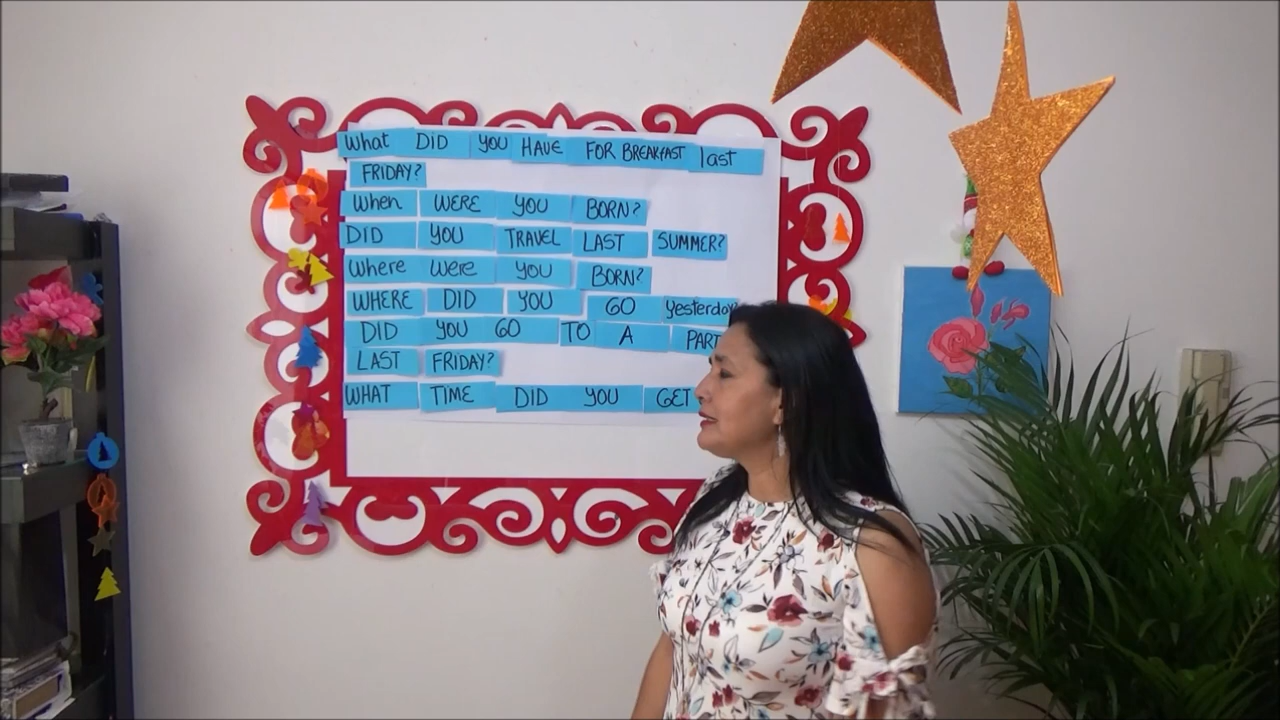 What DID YOU HAVE FOR BREAKFAST last
FRIDAY?
When WERE YOU BORN?
DID YOU TRAVEL LAST SUMMER?
Where Were YOU BORN?
WHERE DID YOU GO Yesterday?
DID YOU GO TO A
LAST FRIDAY?
WHAT TIME DID YOU GET